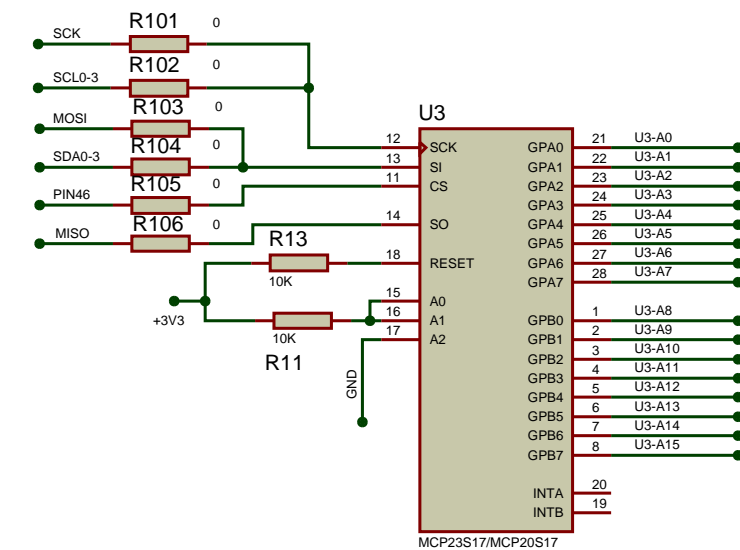 R101 0
SCK
R102 0
SCL0-3
R103 0
MOSI
R104 0
SDA0-3
R105 0
PIN46
R106 0
MISO
R13
10K
+3V3
10K
R11
GND
U3
12 SCK
13 SI
11 CS
14 SO
18 RESET
15 A0
16 A1
17 A2
GPA0 21 U3-A0
GPA1 22 U3-A1
GPA2 23 U3-A2
GPA3 24 U3-A3
GPA4 25 U3-A4
GPA5 26 U3-A5
GPA6 27 U3-A6
GPA7 28 U3-A7
GPB0 1 U3-A8
GPB1 2 U3-A9
GPB2 3 U3-A10
GPB3 4 U3-A11
GPB4 5 U3-A12
GPB5 6 U3-A13
GPB6 7 U3-A14
GPB7 8 U3-A15
INTA 20
INTB 19
MCP23S17/MCP20S17